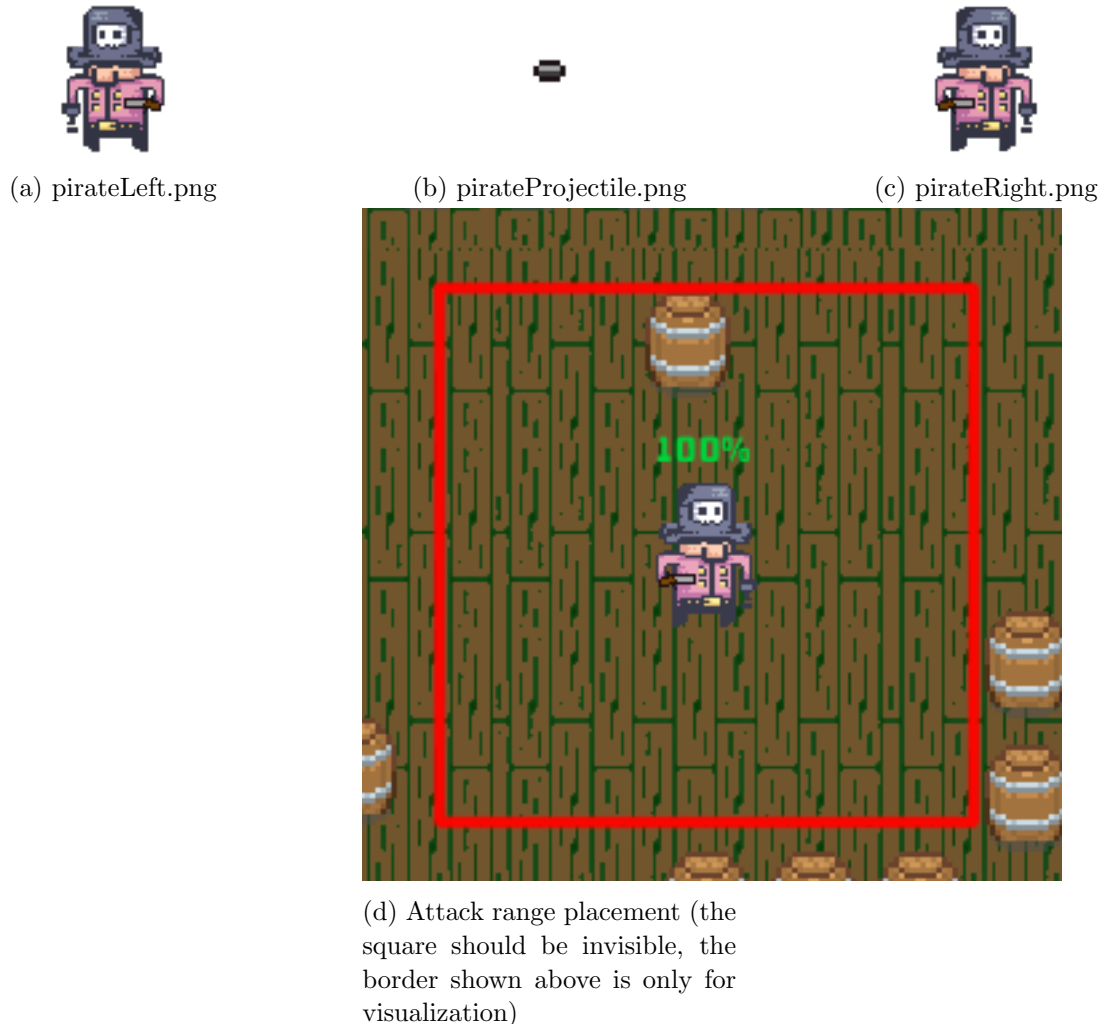 (a) pirateLeft.png
(b) pirateProjectile.png
(c) pirateRight.png
100%
(d) Attack range placement (the
square should be invisible, the
border shown above is only for
visualization)